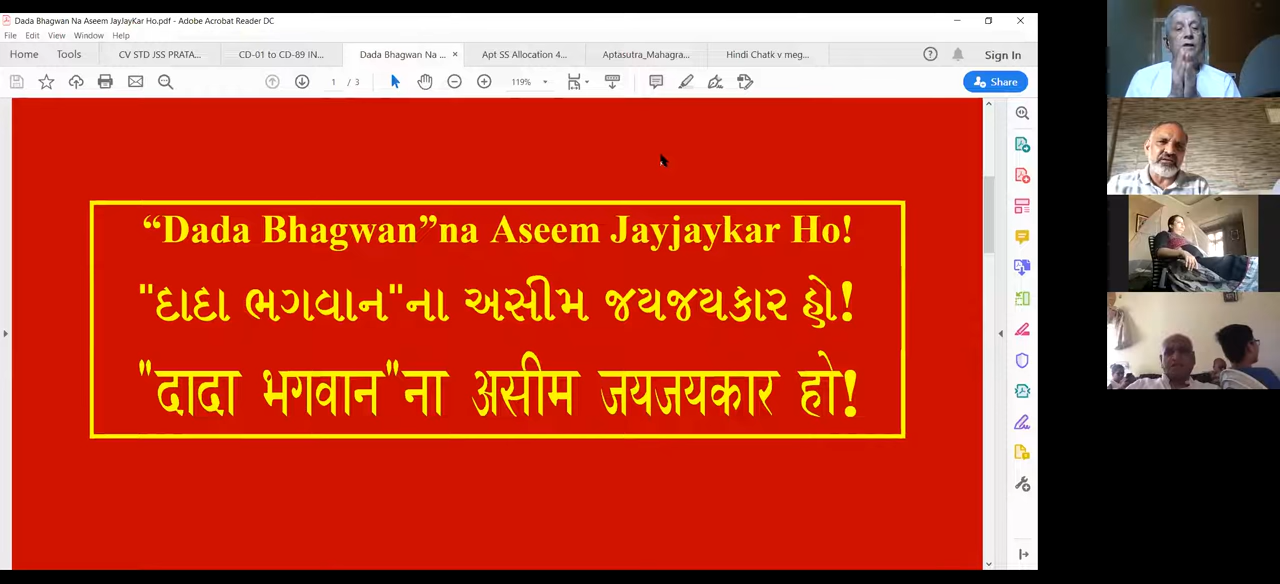 Dada Bhagwan Na Aseem JayJayKar Ho.pdf - Adobe Acrobat Reader DC
File Edit View Window Help
Home Tools CV STD JSS PRATA... CD-01 to CD-89 IN... Dada Bhagwan Na ... × Apt SS Allocation 4... Aptasutra_Mahagra... Hindi Chatk v meg... Sign In
1 / 3 119% Share
“Dada Bhagwan”na Aseem Jayjaykar Ho!
"દાદા ભગવાન"ના અસીમ જયજયકાર હો!
"दादा भगवान"ना असीम जयजयकार हो!